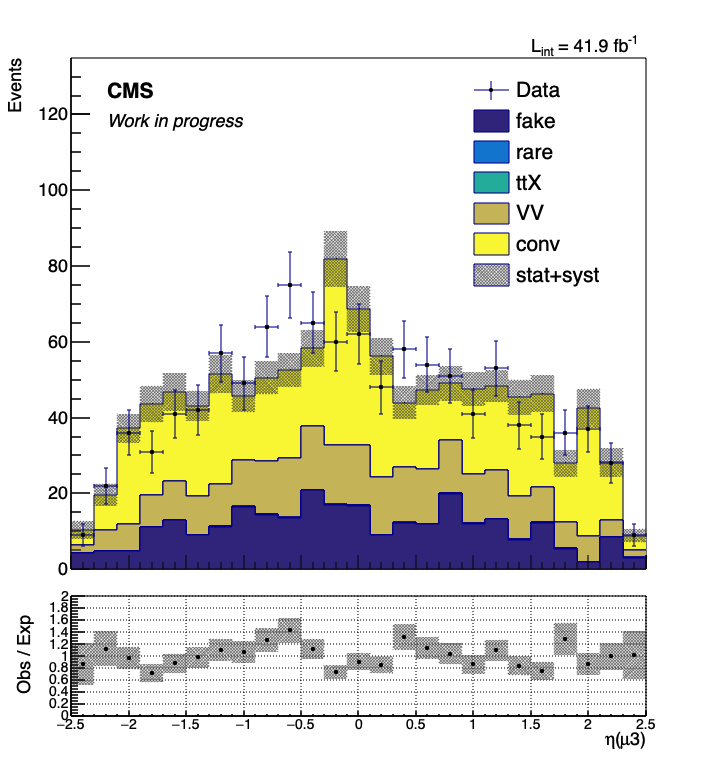 L_int = 41.9 fb^-1
Events
CMS
Work in progress
Data
fake
rare
ttX
VV
conv
stat+syst
120
100
80
60
40
20
0
Obs / Exp
2
1.8
1.6
1.4
1.2
1
0.8
0.6
0.4
0.2
0
−2.5 −2 −1.5 −1 −0.5 0 0.5 1 1.5 2 2.5
η(μ3)